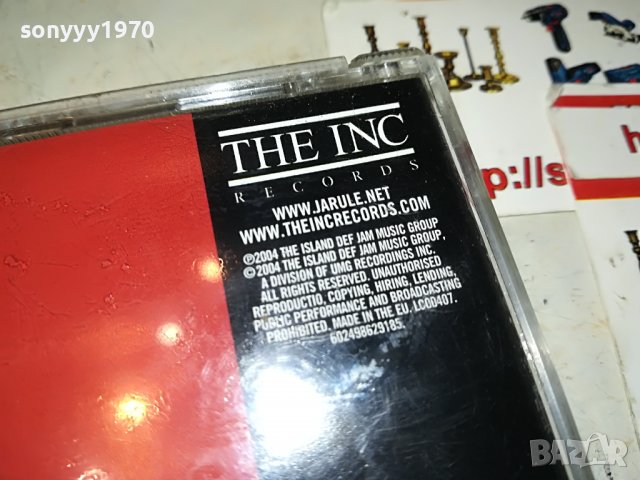 sonyyy1970
THE INC
RECORDS
WWW.JARULE.NET
WWW.THEINCRECORDS.COM
℗2004 THE ISLAND DEF JAM MUSIC GROUP
©2004 THE ISLAND DEF JAM MUSIC GROUP,
A DIVISION OF UMG RECORDINGS INC.
ALL RIGHTS RESERVED. UNAUTHORISED
REPRODUCTIO, COPYING, HIRING, LENDING,
PUBLIC PERFORMANCE AND BROADCASTING
PROHIBITED. MADE IN THE EU. LC00407.
602498629185.
h
p://s
BAZAR